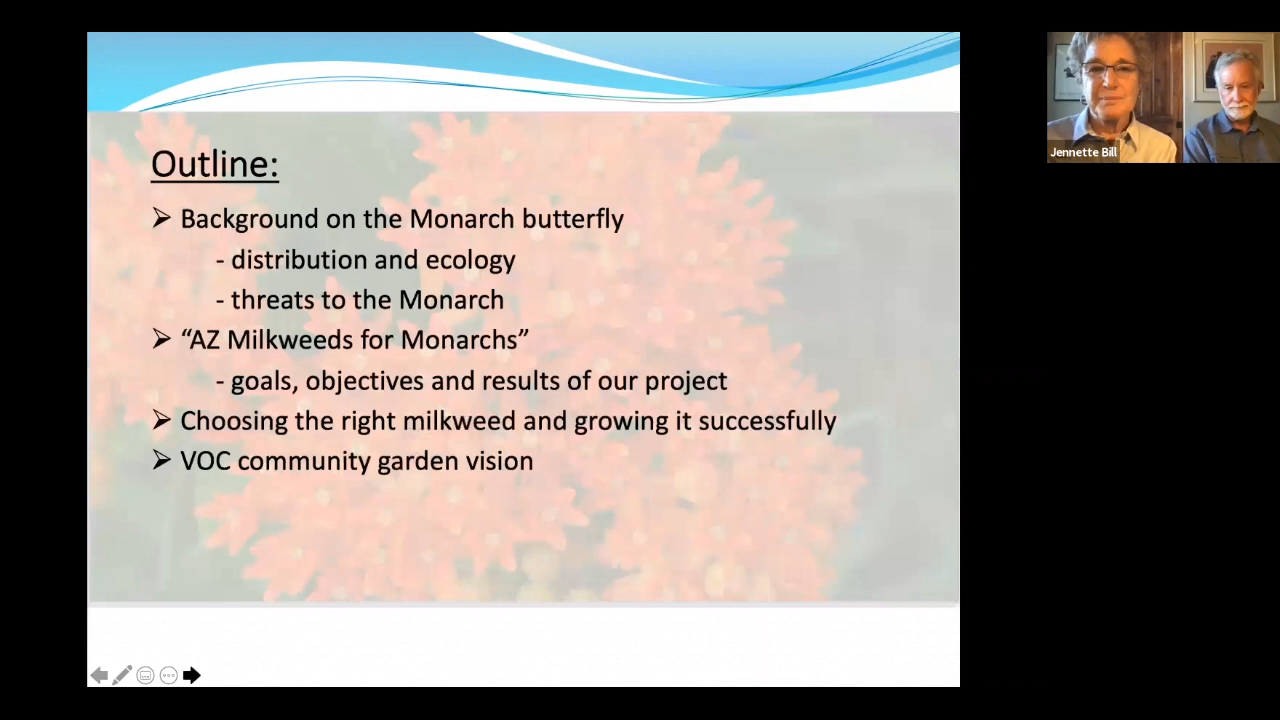 Outline:
➢ Background on the Monarch butterfly
- distribution and ecology
- threats to the Monarch
➢ “AZ Milkweeds for Monarchs”
- goals, objectives and results of our project
➢ Choosing the right milkweed and growing it successfully
➢ VOC community garden vision
Jennette Bill